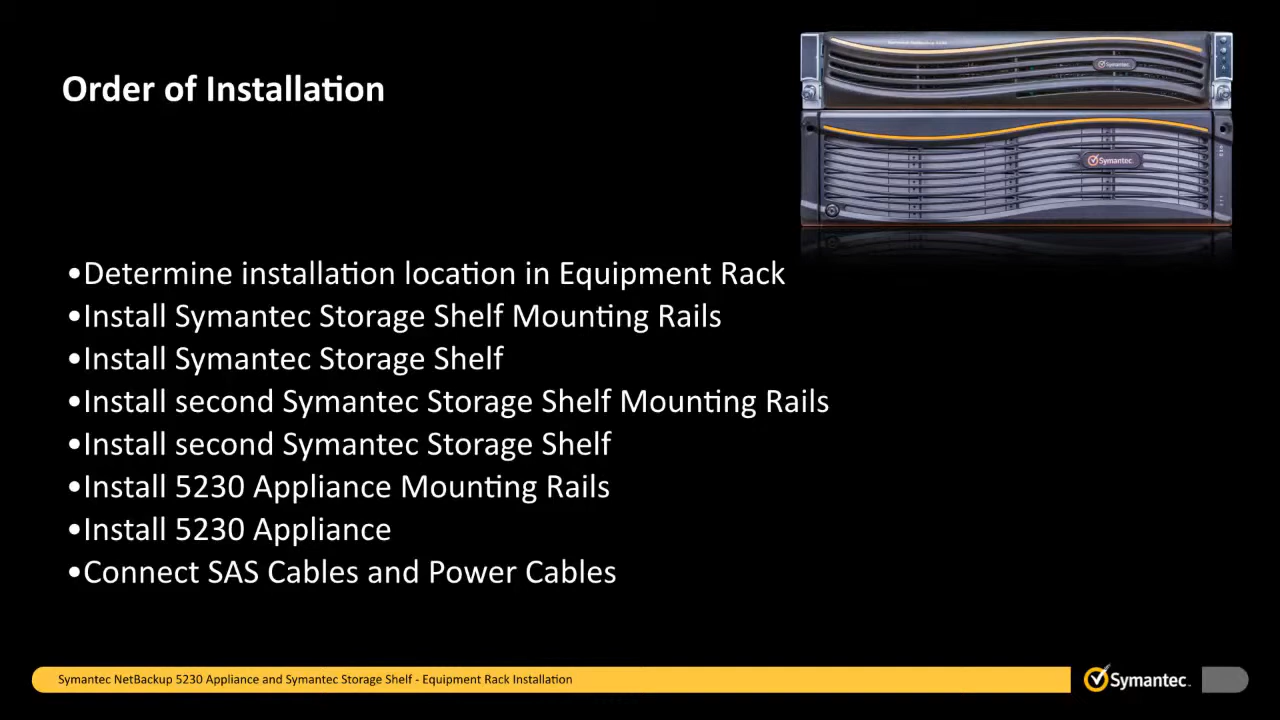 Order of Installation
Symantec
Symantec
•Determine installation location in Equipment Rack
•Install Symantec Storage Shelf Mounting Rails
•Install Symantec Storage Shelf
•Install second Symantec Storage Shelf Mounting Rails
•Install second Symantec Storage Shelf
•Install 5230 Appliance Mounting Rails
•Install 5230 Appliance
•Connect SAS Cables and Power Cables
Symantec NetBackup 5230 Appliance and Symantec Storage Shelf - Equipment Rack Installation
Symantec.